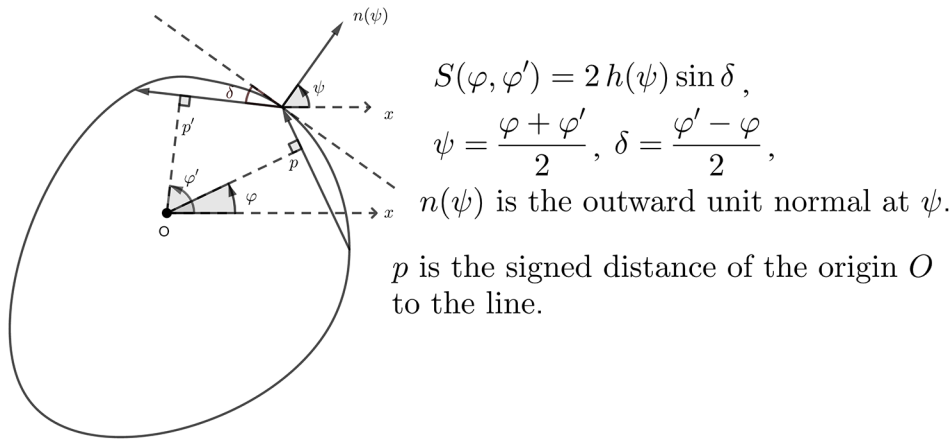 n(ψ)
δ
ψ
x
p′
p
φ′
φ
x
O
S(φ, φ′) = 2 h(ψ) sin δ ,
ψ = (φ + φ′)/2 , δ = (φ′ − φ)/2 ,
n(ψ) is the outward unit normal at ψ.
p is the signed distance of the origin O
to the line.